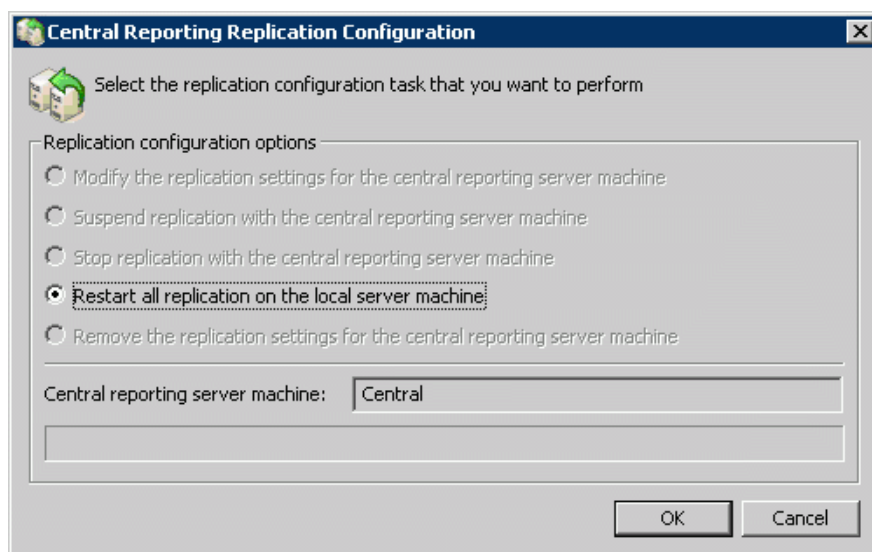 Central Reporting Replication Configuration
Select the replication configuration task that you want to perform
Replication configuration options
Modify the replication settings for the central reporting server machine
Suspend replication with the central reporting server machine
Stop replication with the central reporting server machine
Restart all replication on the local server machine
Remove the replication settings for the central reporting server machine
Central reporting server machine: Central
OK Cancel